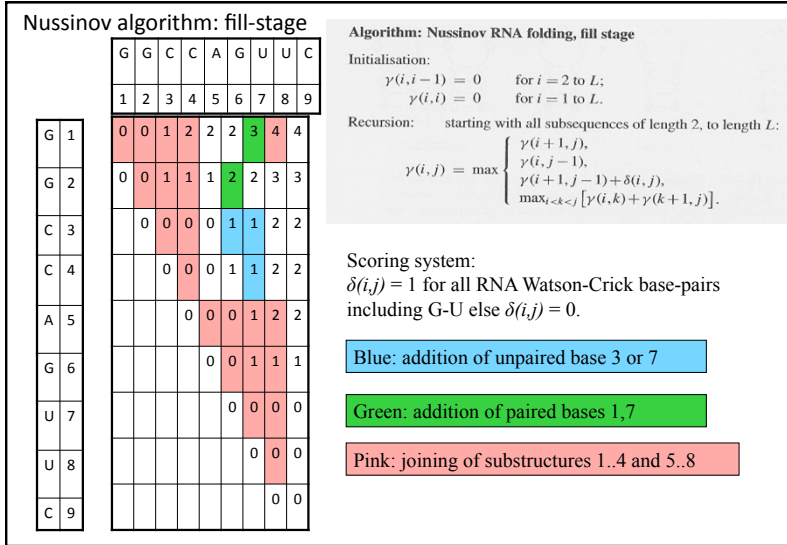 Nussinov algorithm: fill-stage
G G C C A G U U C
1 2 3 4 5 6 7 8 9
G 1 0 0 1 2 2 2 3 4 4
G 2 0 0 1 1 1 2 2 3 3
C 3 0 0 0 0 1 1 2 2
C 4 0 0 0 1 1 2 2
A 5 0 0 0 1 2 2
G 6 0 0 1 1 1
U 7 0 0 0 0
U 8 0 0 0
C 9 0 0
Algorithm: Nussinov RNA folding, fill stage
Initialisation:
γ(i,i−1) = 0 for i = 2 to L;
γ(i,i) = 0 for i = 1 to L.
Recursion: starting with all subsequences of length 2, to length L:
γ(i,j) = max { γ(i+1,j),
γ(i,j−1),
γ(i+1,j−1)+δ(i,j),
max i<k<j [γ(i,k)+γ(k+1,j)].
Scoring system:
δ(i,j) = 1 for all RNA Watson-Crick base-pairs
including G-U else δ(i,j) = 0.
Blue: addition of unpaired base 3 or 7
Green: addition of paired bases 1,7
Pink: joining of substructures 1..4 and 5..8